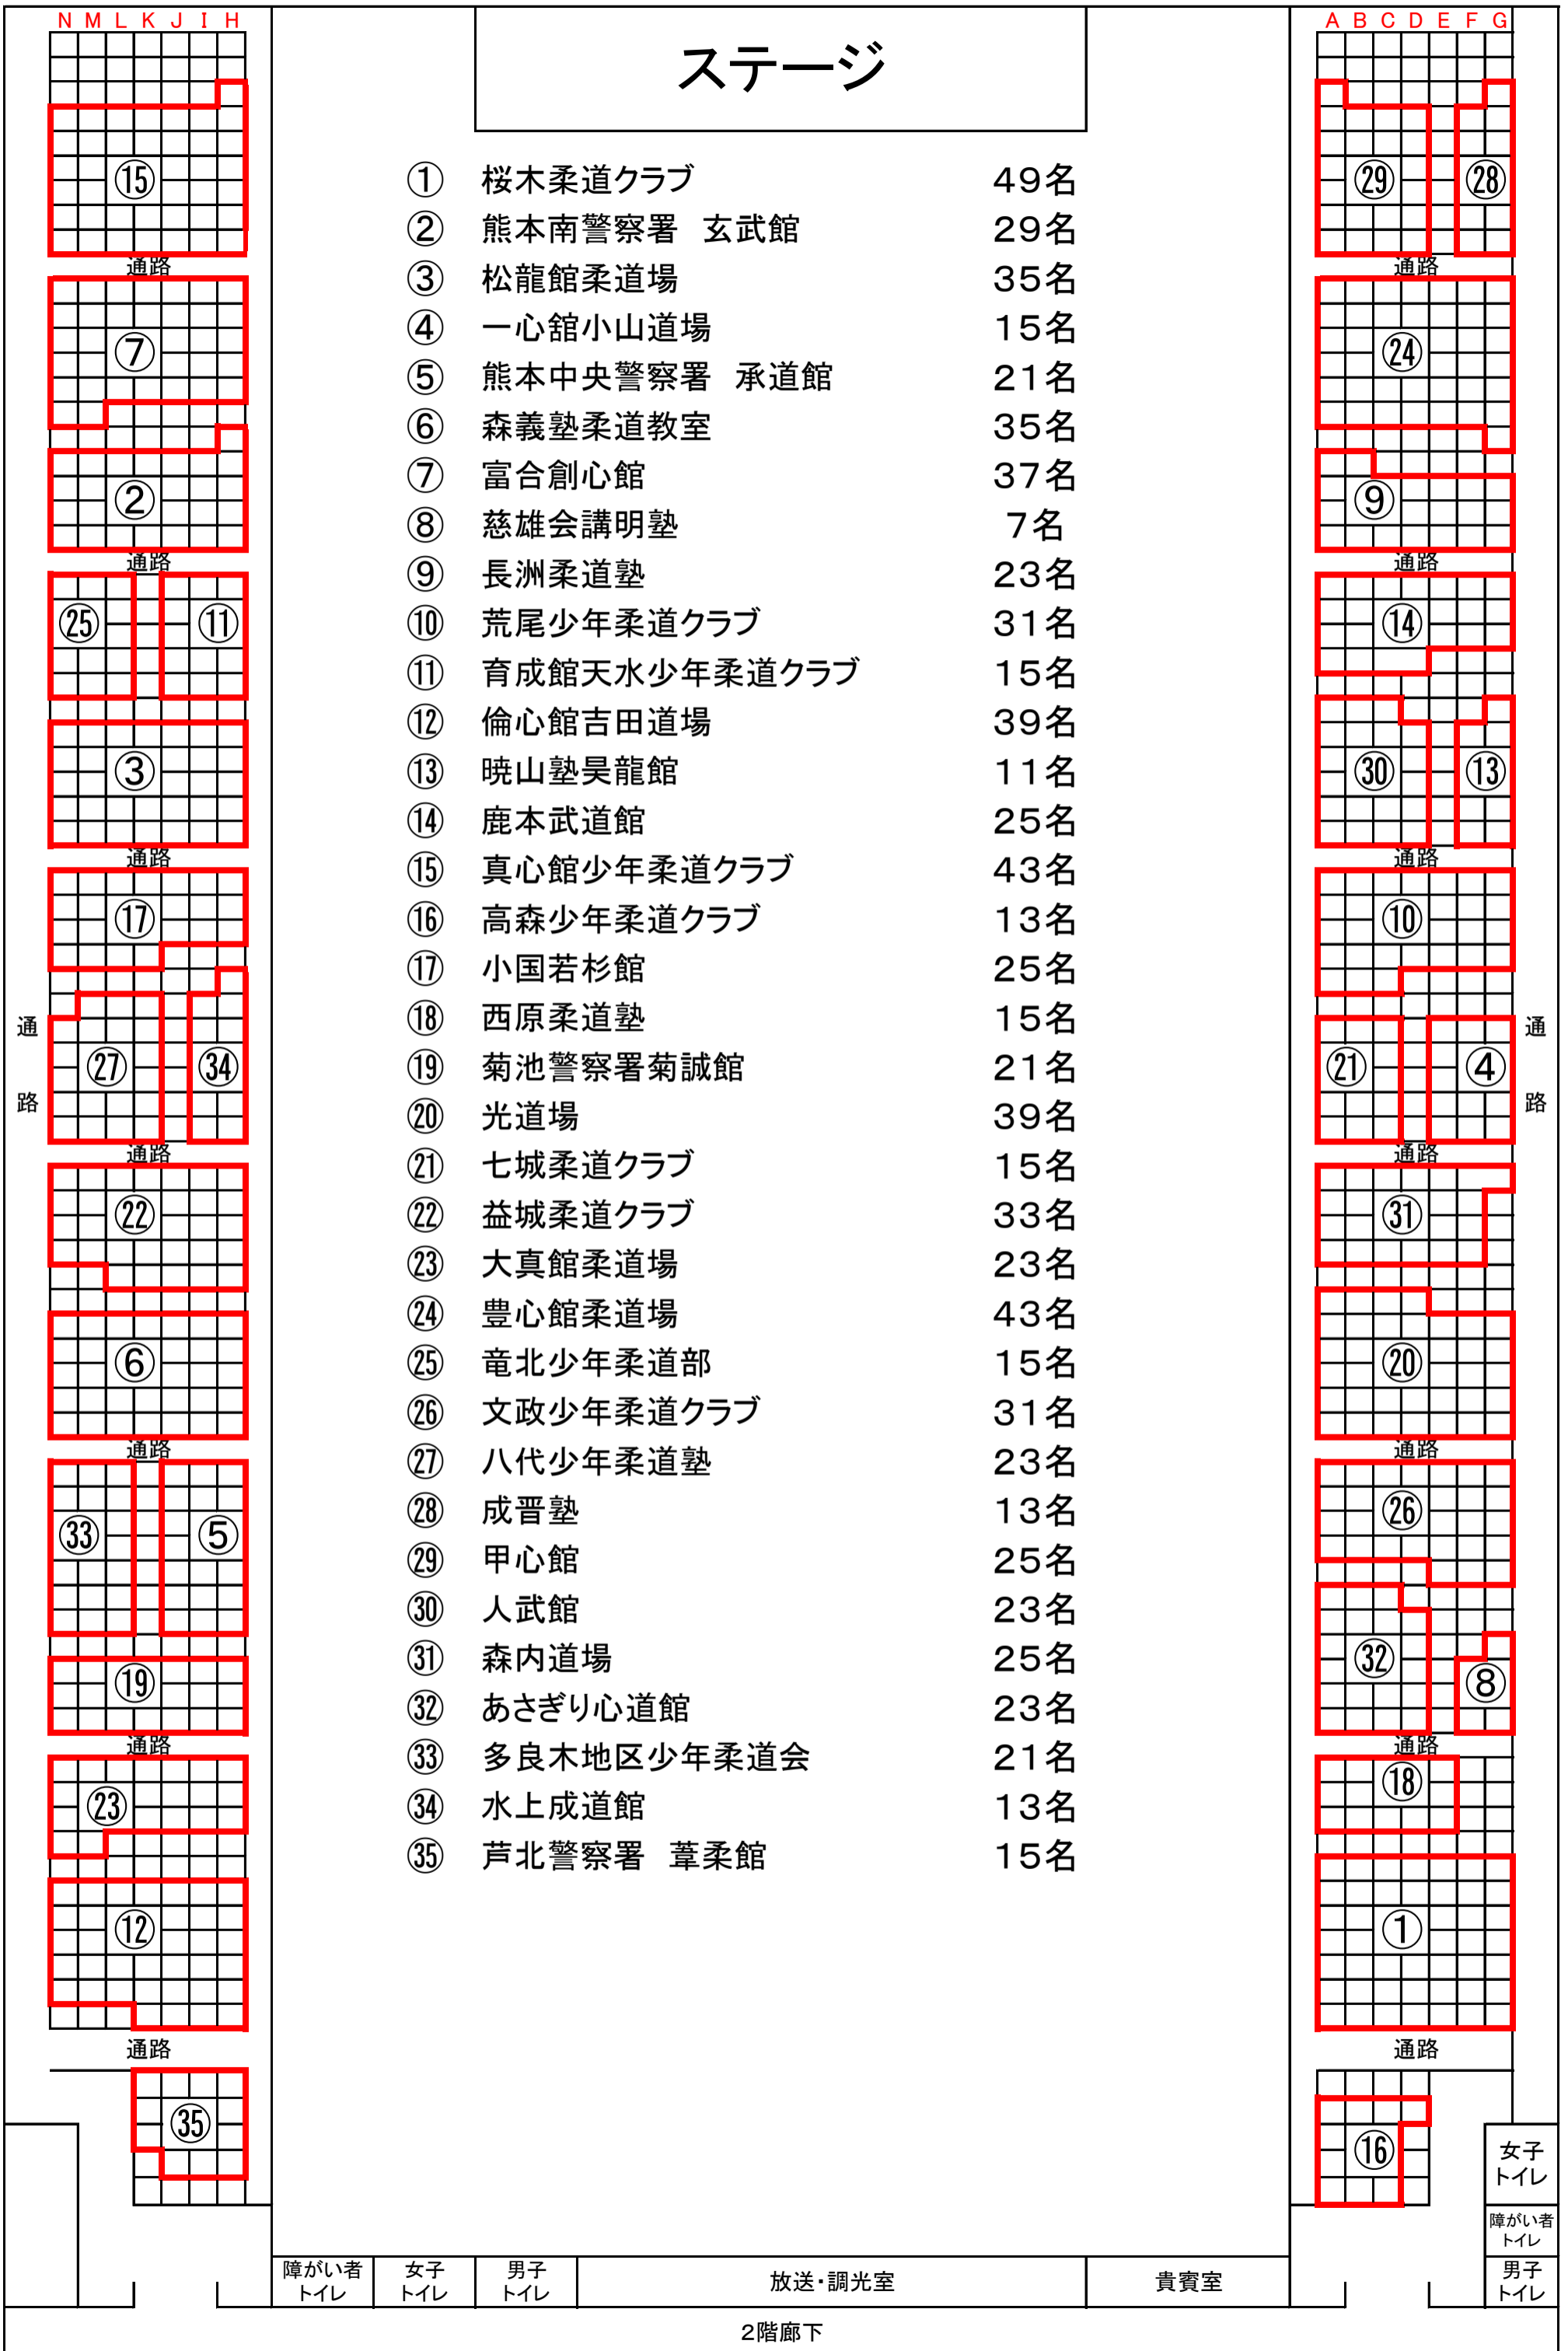 N M L K J I H
A B C D E F G
ステージ
① 桜木柔道クラブ 49名
② 熊本南警察署 玄武館 29名
③ 松龍館柔道場 35名
④ 一心舘小山道場 15名
⑤ 熊本中央警察署 承道館 21名
⑥ 森義塾柔道教室 35名
⑦ 富合創心館 37名
⑧ 慈雄会講明塾 7名
⑨ 長洲柔道塾 23名
⑩ 荒尾少年柔道クラブ 31名
⑪ 育成館天水少年柔道クラブ 15名
⑫ 倫心館吉田道場 39名
⑬ 暁山塾昊龍館 11名
⑭ 鹿本武道館 25名
⑮ 真心館少年柔道クラブ 43名
⑯ 高森少年柔道クラブ 13名
⑰ 小国若杉館 25名
⑱ 西原柔道塾 15名
⑲ 菊池警察署菊誠館 21名
⑳ 光道場 39名
㉑ 七城柔道クラブ 15名
㉒ 益城柔道クラブ 33名
㉓ 大真館柔道場 23名
㉔ 豊心館柔道場 43名
㉕ 竜北少年柔道部 15名
㉖ 文政少年柔道クラブ 31名
㉗ 八代少年柔道塾 23名
㉘ 成晋塾 13名
㉙ 甲心館 25名
㉚ 人武館 23名
㉛ 森内道場 25名
㉜ あさぎり心道館 23名
㉝ 多良木地区少年柔道会 21名
㉞ 水上成道館 13名
㉟ 芦北警察署 葦柔館 15名
⑮
通路
⑦
②
通路
㉕ ⑪
③
通路
⑰
㉗ ㉞
通路
通路
㉒
⑥
通路
㉝ ⑤
⑲
通路
㉓
⑫
通路
㉟
㉙ ㉘
通路
㉔
⑨
通路
⑭
㉚ ⑬
通路
⑩
㉑ ④
通路
通路
㉛
⑳
通路
㉖
㉜ ⑧
通路
⑱
①
通路
⑯
女子
トイレ
障がい者
トイレ
男子
トイレ
障がい者
トイレ
女子
トイレ
男子
トイレ
放送・調光室
貴賓室
2階廊下